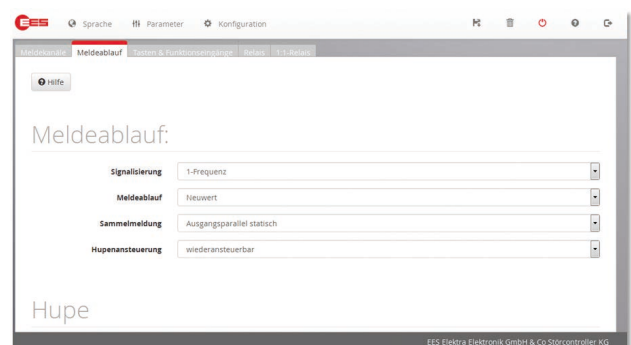 EES Sprache Parameter Konfiguration
Meldekanäle Meldeablauf Tasten & Funktionseingänge Relais 1:1-Relais
Hilfe
Meldeablauf:
Signalisierung 1-Frequenz
Meldeablauf Neuwert
Sammelmeldung Ausgangsparallel statisch
Hupenansteuerung wiederansteuerbar
Hupe
EES Elektra Elektronik GmbH & Co Störcontroller KG